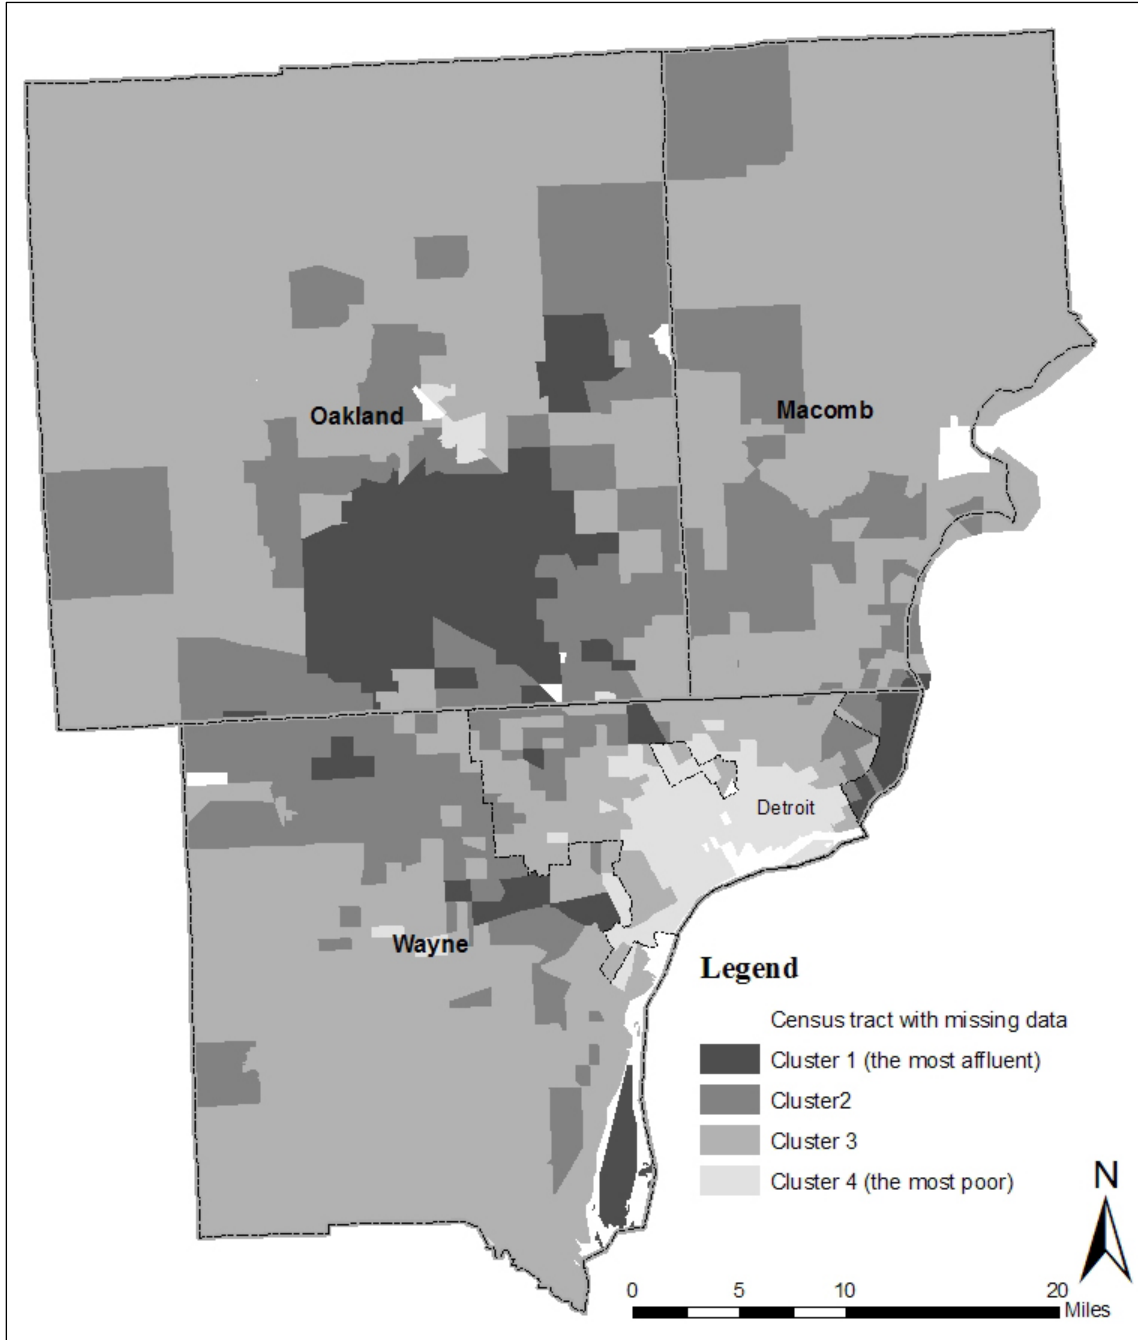 Oakland
Macomb
Detroit
Wayne
Legend
Census tract with missing data
Cluster 1 (the most affluent)
Cluster2
Cluster 3
Cluster 4 (the most poor)
N
0 5 10 20
Miles